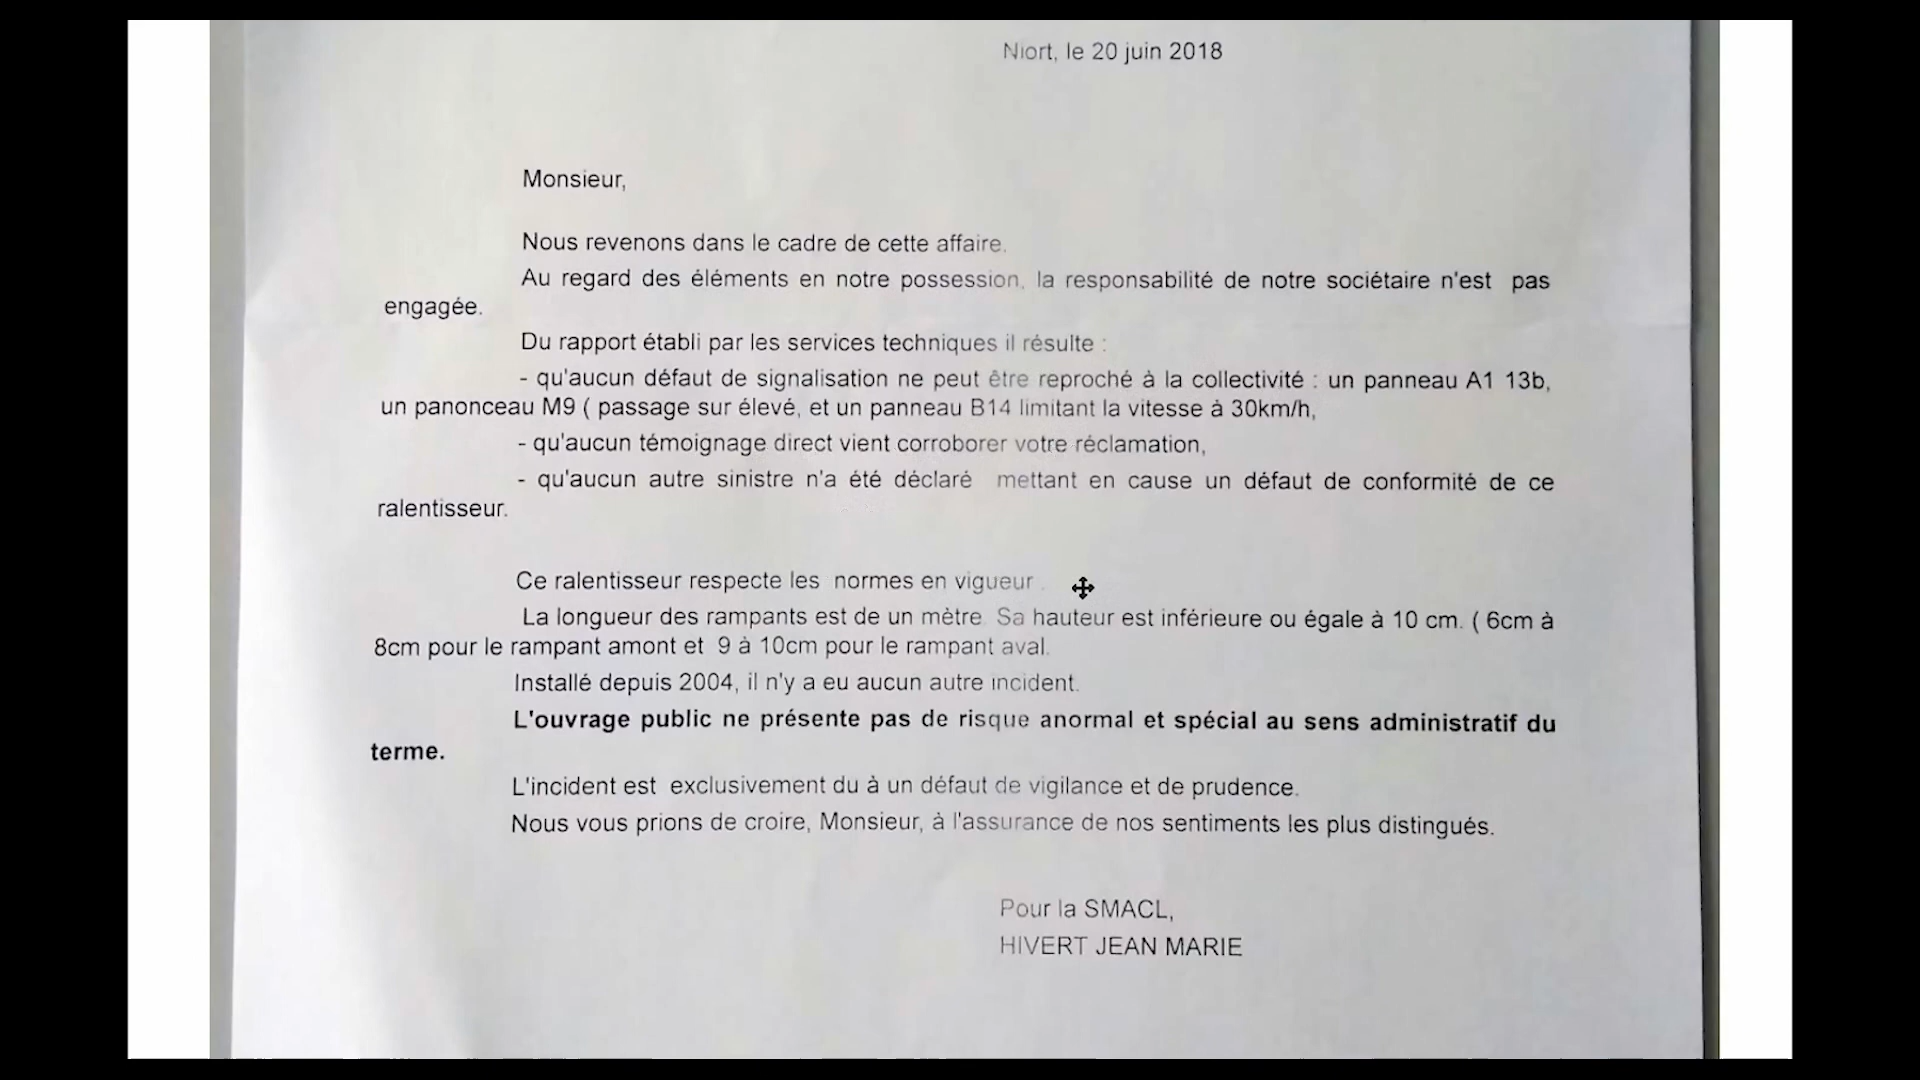 Niort, le 20 juin 2018
Monsieur,
Nous revenons dans le cadre de cette affaire.
Au regard des éléments en notre possession, la responsabilité de notre sociétaire n'est pas
engagée.
Du rapport établi par les services techniques il résulte :
- qu'aucun défaut de signalisation ne peut être reproché à la collectivité : un panneau A1 13b,
un panonceau M9 ( passage sur élevé, et un panneau B14 limitant la vitesse à 30km/h,
- qu'aucun témoignage direct vient corroborer votre réclamation,
- qu'aucun autre sinistre n'a été déclaré mettant en cause un défaut de conformité de ce
ralentisseur.
Ce ralentisseur respecte les normes en vigueur .
La longueur des rampants est de un mètre. Sa hauteur est inférieure ou égale à 10 cm. ( 6cm à
8cm pour le rampant amont et 9 à 10cm pour le rampant aval.
Installé depuis 2004, il n'y a eu aucun autre incident.
L'ouvrage public ne présente pas de risque anormal et spécial au sens administratif du
terme.
L'incident est exclusivement du à un défaut de vigilance et de prudence.
Nous vous prions de croire, Monsieur, à l'assurance de nos sentiments les plus distingués.
Pour la SMACL,
HIVERT JEAN MARIE